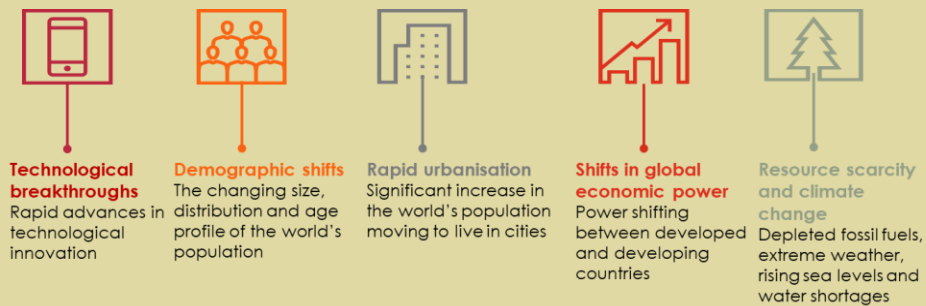 Technological
breakthroughs
Rapid advances in
technological
innovation
Demographic shifts
The changing size,
distribution and age
profile of the world's
population
Rapid urbanisation
Significant increase in
the world's population
moving to live in cities
Shifts in global
economic power
Power shifting
between developed
and developing
countries
Resource scarcity
and climate
change
Depleted fossil fuels,
extreme weather,
rising sea levels and
water shortages